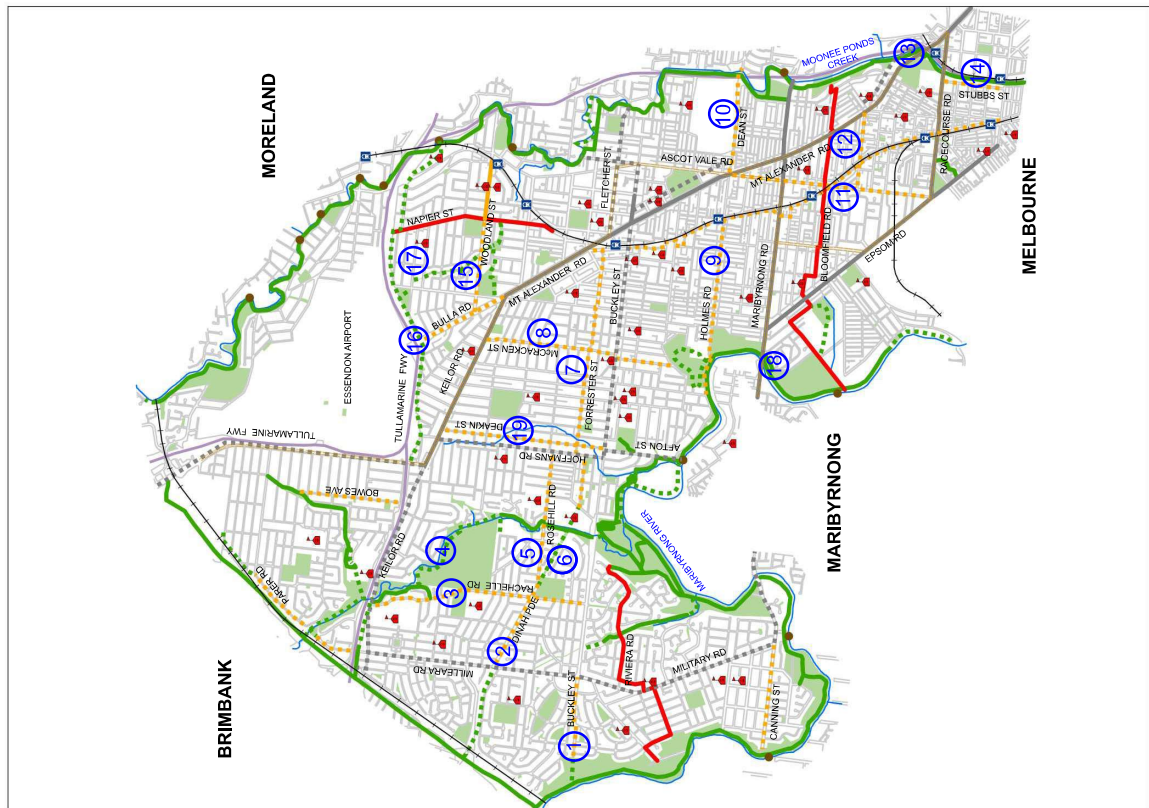 MOONEE PONDS
CREEK
MORELAND
BRIMBANK
MARIBYRNONG
MELBOURNE
MARIBYRNONG RIVER
ESSENDON AIRPORT
TULLAMARINE FWY
TULLAMARINE FWY
NAPIER ST
WOODLAND ST
BULLA RD
MT ALEXANDER RD
MT ALEXANDER RD
FLETCHER ST
ASCOT VALE RD
DEAN ST
RACECOURSE RD
STUBBS ST
EPSOM RD
BLOOMFIELD RD
MARIBYRNONG RD
HOLMES RD
BUCKLEY ST
McCRACKEN ST
FORRESTER ST
KEILOR RD
DEAKIN ST
HOFFMANS RD
AFTON ST
BOWES AVE
KEILOR RD
PARER RD
ROSEHILL RD
RACHELLE RD
DINAH PDE
MILLEARA RD
BUCKLEY ST
RIVIERA RD
MILITARY RD
CANNING ST
1
2
3
4
5
6
7
8
9
10
11
12
13
14
15
16
17
18
19